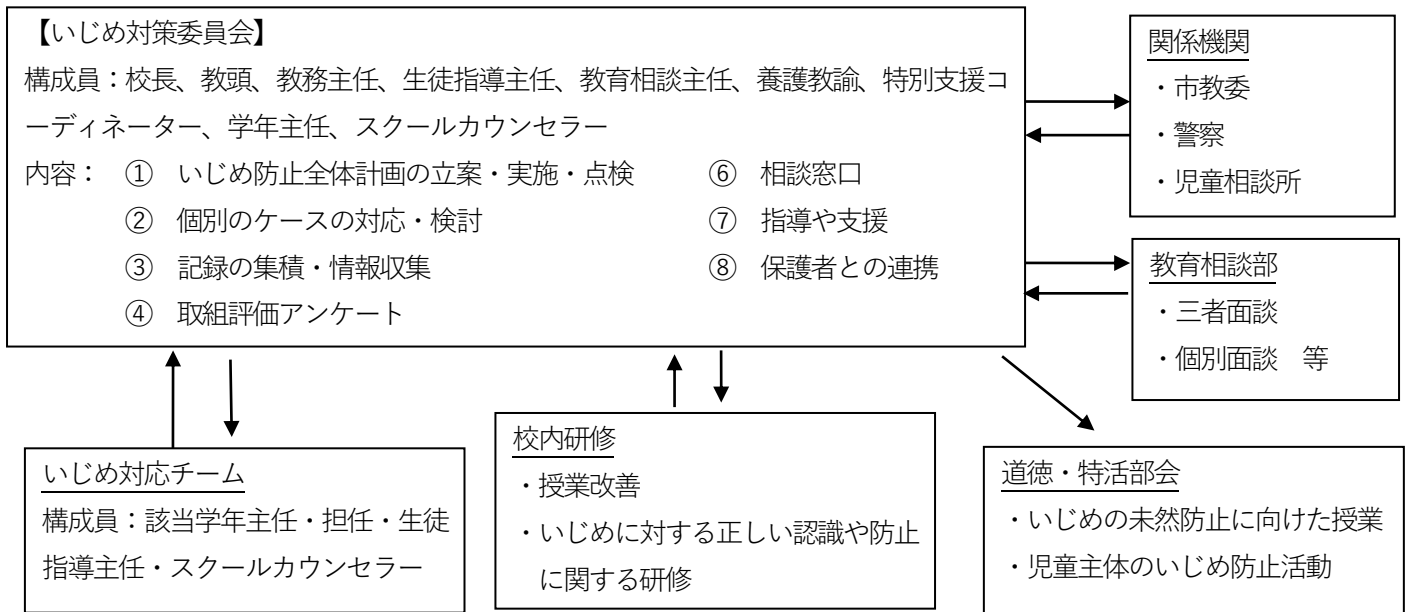 【いじめ対策委員会】
構成員：校長、教頭、教務主任、生徒指導主任、教育相談主任、養護教諭、特別支援コ
ーディネーター、学年主任、スクールカウンセラー
内容： ① いじめ防止全体計画の立案・実施・点検 ⑥ 相談窓口
② 個別のケースの対応・検討 ⑦ 指導や支援
③ 記録の集積・情報収集 ⑧ 保護者との連携
④ 取組評価アンケート
関係機関
・市教委
・警察
・児童相談所
教育相談部
・三者面談
・個別面談 等
いじめ対応チーム
構成員：該当学年主任・担任・生徒
指導主任・スクールカウンセラー
校内研修
・授業改善
・いじめに対する正しい認識や防止
に関する研修
道徳・特活部会
・いじめの未然防止に向けた授業
・児童主体のいじめ防止活動